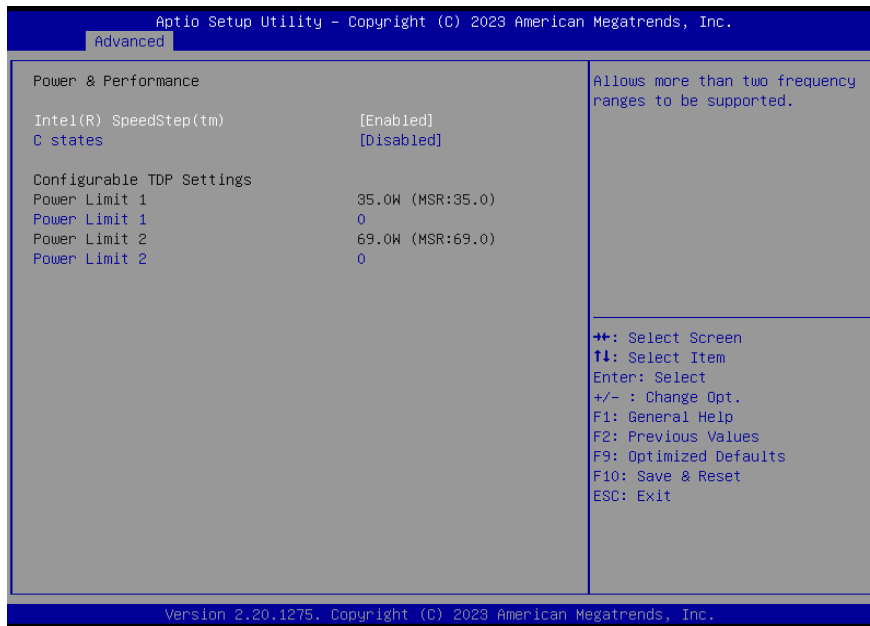 Aptio Setup Utility – Copyright (C) 2023 American Megatrends, Inc.
Advanced
Power & Performance
Intel(R) SpeedStep(tm) [Enabled]
C states [Disabled]
Configurable TDP Settings
Power Limit 1 35.0W (MSR:35.0)
Power Limit 1 0
Power Limit 2 69.0W (MSR:69.0)
Power Limit 2 0
Allows more than two frequency
ranges to be supported.
→←: Select Screen
↑↓: Select Item
Enter: Select
+/- : Change Opt.
F1: General Help
F2: Previous Values
F9: Optimized Defaults
F10: Save & Reset
ESC: Exit
Version 2.20.1275. Copyright (C) 2023 American Megatrends, Inc.